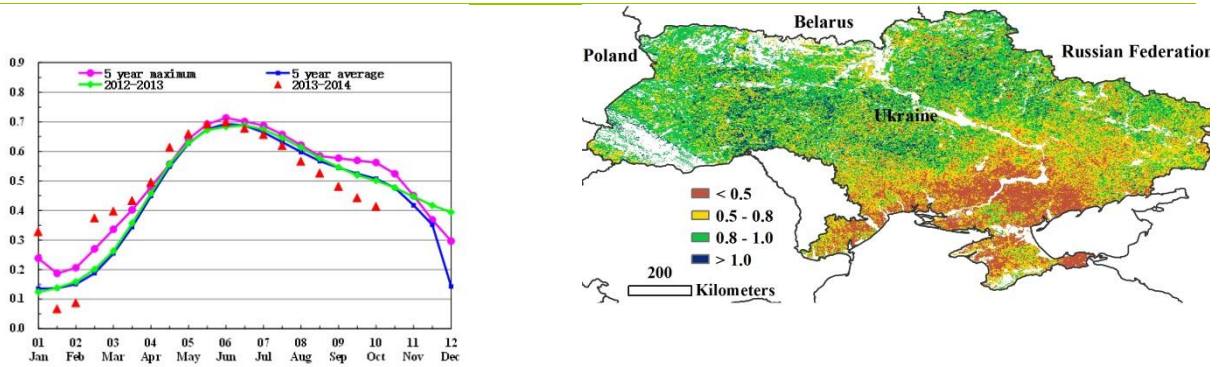 0.9
0.8
0.7
0.6
0.5
0.4
0.3
0.2
0.1
0.0
5 year maximum
5 year average
2012-2013
2013-2014
01 02 03 04 05 06 07 08 09 10 11 12
Jan Feb Mar Apr May Jun Jul Aug Sep Oct Nov Dec
Belarus
Poland
Russian Federation
Ukraine
< 0.5
0.5 - 0.8
0.8 - 1.0
> 1.0
200
Kilometers